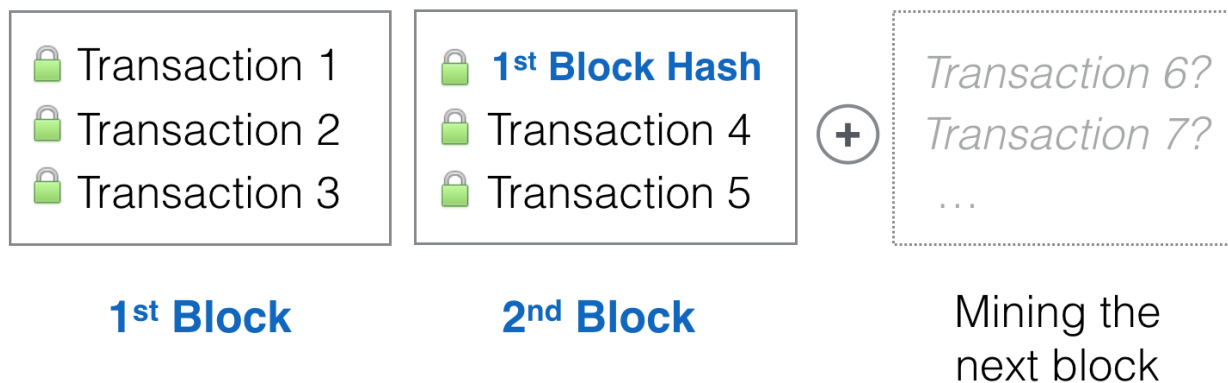 Transaction 1
Transaction 2
Transaction 3
1st Block
1st Block Hash
Transaction 4
Transaction 5
2nd Block
+
Transaction 6?
Transaction 7?
...
Mining the
next block